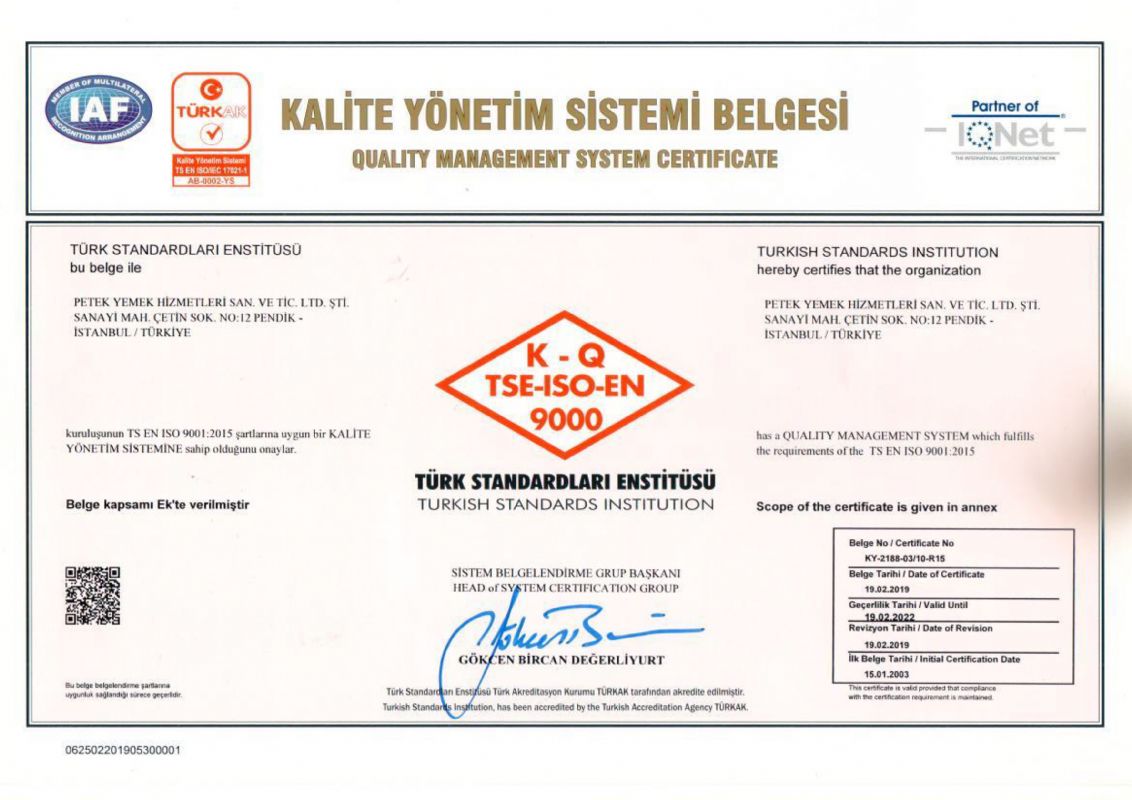 MEMBER OF MULTILATERAL
IAF
RECOGNITION ARRANGEMENT
TÜRKAK
Kalite Yönetim Sistemi
TS EN ISO/IEC 17021-1
AB-0002-YS
KALİTE YÖNETİM SİSTEMİ BELGESİ
QUALITY MANAGEMENT SYSTEM CERTIFICATE
Partner of
IQNet
THE INTERNATIONAL CERTIFICATION NETWORK
TÜRK STANDARDLARI ENSTİTÜSÜ
bu belge ile
PETEK YEMEK HİZMETLERİ SAN. VE TİC. LTD. ŞTİ.
SANAYİ MAH. ÇETİN SOK. NO:12 PENDİK -
İSTANBUL / TÜRKİYE
kuruluşunun TS EN ISO 9001:2015 şartlarına uygun bir KALİTE
YÖNETİM SİSTEMİNE sahip olduğunu onaylar.
Belge kapsamı Ek'te verilmiştir
Bu belge belgelendirme şartlarına
uygunluk sağlandığı sürece geçerlidir.
K - Q
TSE-ISO-EN
9000
TÜRK STANDARDLARI ENSTİTÜSÜ
TURKISH STANDARDS INSTITUTION
SİSTEM BELGELENDİRME GRUP BAŞKANI
HEAD of SYSTEM CERTIFICATION GROUP
GÖKÇEN BİRCAN DEĞERLİYURT
Türk Standardları Enstitüsü Türk Akreditasyon Kurumu TÜRKAK tarafından akredite edilmiştir.
Turkish Standards Institution, has been accredited by the Turkish Accreditation Agency TÜRKAK.
TURKISH STANDARDS INSTITUTION
hereby certifies that the organization
PETEK YEMEK HİZMETLERİ SAN. VE TİC. LTD. ŞTİ.
SANAYİ MAH. ÇETİN SOK. NO:12 PENDİK -
İSTANBUL / TÜRKİYE
has a QUALITY MANAGEMENT SYSTEM which fulfills
the requirements of the TS EN ISO 9001:2015
Scope of the certificate is given in annex
Belge No / Certificate No
KY-2188-03/10-R15
Belge Tarihi / Date of Certificate
19.02.2019
Geçerlilik Tarihi / Valid Until
19.02.2022
Revizyon Tarihi / Date of Revision
19.02.2019
İlk Belge Tarihi / Initial Certification Date
15.01.2003
This certificate is valid provided that compliance
with the certification requirement is maintained.
062502201905300001